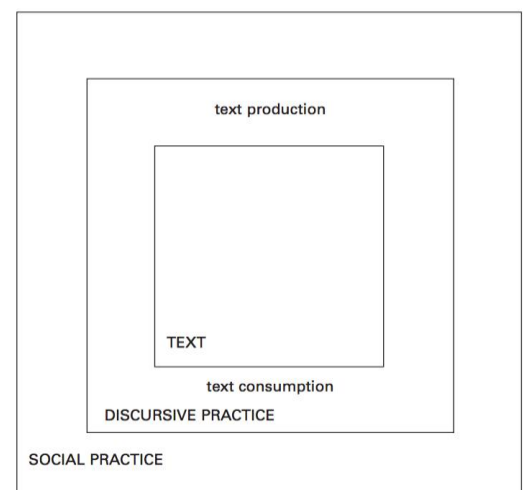 text production
TEXT
text consumption
DISCURSIVE PRACTICE
SOCIAL PRACTICE